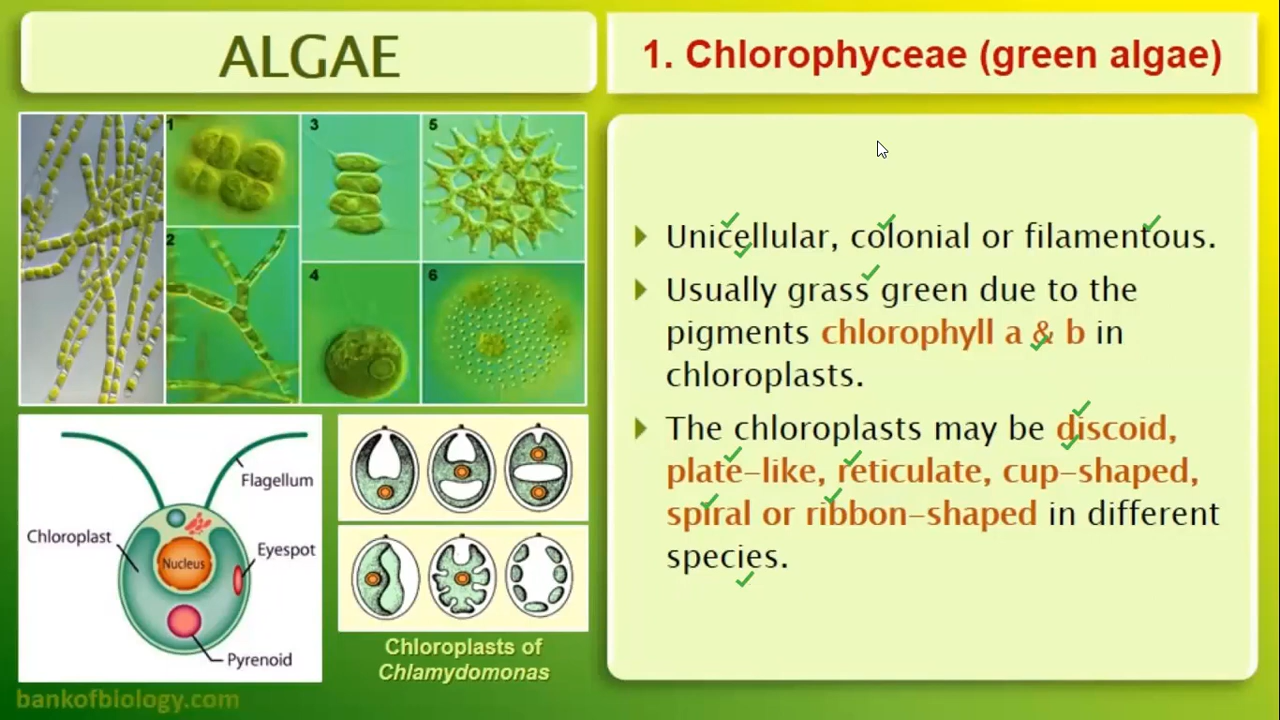 ALGAE
1. Chlorophyceae (green algae)
1
2
3
4
5
6
Flagellum
Chloroplast
Eyespot
Nucleus
Pyrenoid
Chloroplasts of
Chlamydomonas
Unicellular, colonial or filamentous.
Usually grass green due to the
pigments chlorophyll a & b in
chloroplasts.
The chloroplasts may be discoid,
plate-like, reticulate, cup-shaped,
spiral or ribbon-shaped in different
species.
bankofbiology.com